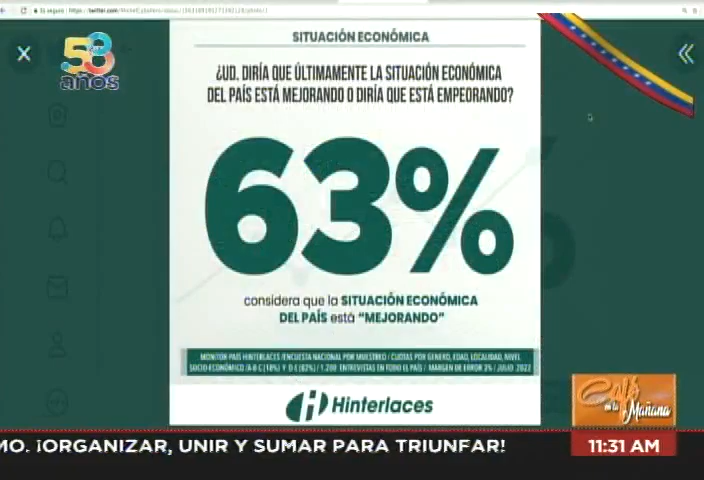 SITUACIÓN ECONÓMICA
58
años
¿UD. DIRÍA QUE ÚLTIMAMENTE LA SITUACIÓN ECONÓMICA
DEL PAÍS ESTÁ MEJORANDO O DIRÍA QUE ESTÁ EMPEORANDO?
63%
considera que la SITUACIÓN ECONÓMICA
DEL PAÍS está “MEJORANDO”
MONITOR PAÍS HINTERLACES / ENCUESTA NACIONAL POR MUESTREO / CUOTAS POR GENERO, EDAD, LOCALIDAD, NIVEL
SOCIO-ECONÓMICO / A-B-C (18%) Y D-E (82%) / 1.200 ENTREVISTAS EN TODO EL PAÍS / MARGEN DE ERROR 3% / JULIO 2022
Hinterlaces
Café
en la
Mañana
MO. ¡ORGANIZAR, UNIR Y SUMAR PARA TRIUNFAR!
11:31 AM